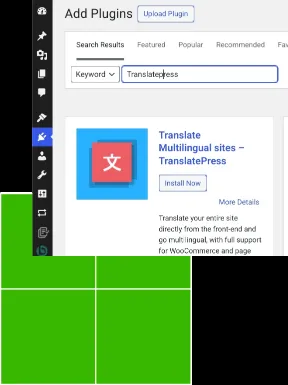 Add Plugins Upload Plugin
Search Results Featured Popular Recommended Fav
Keyword Translatepress
文
Translate
Multilingual sites –
TranslatePress
Install Now
More Details
Translate your entire site
directly from the front-end and
go multilingual, with full support
for WooCommerce and page